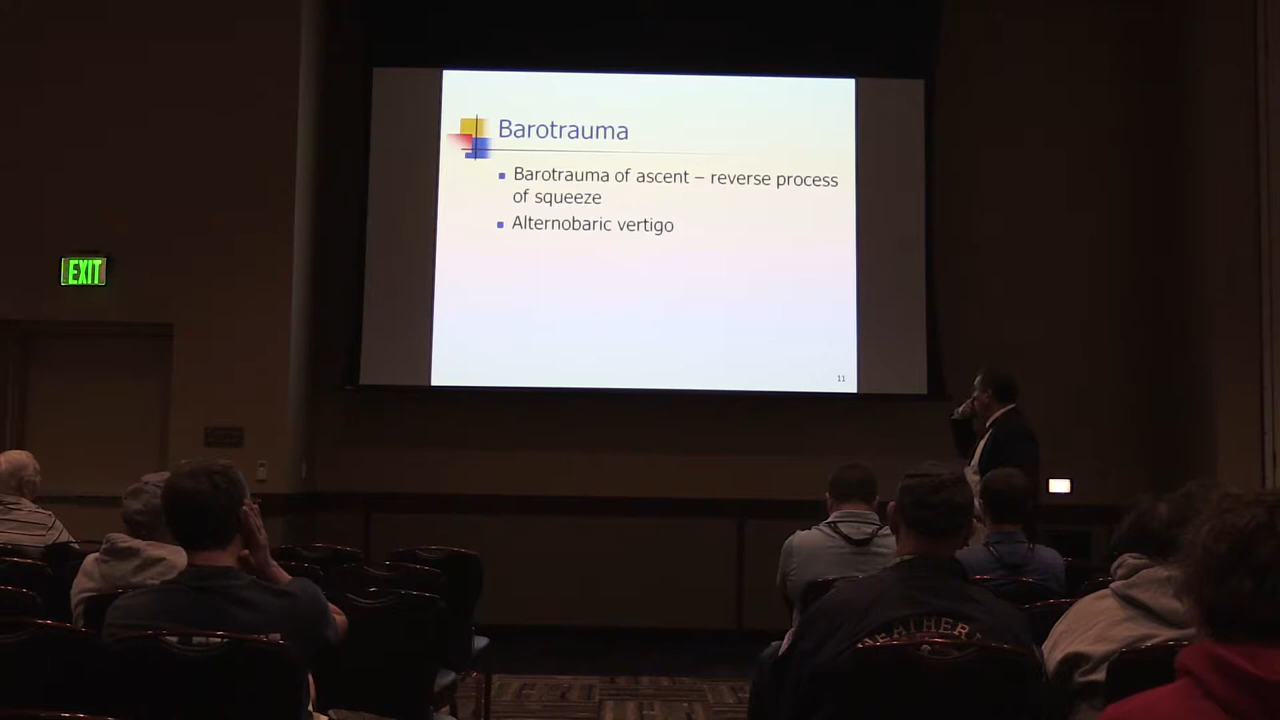 Barotrauma
Barotrauma of ascent – reverse process
of squeeze
Alternobaric vertigo
11
EXIT